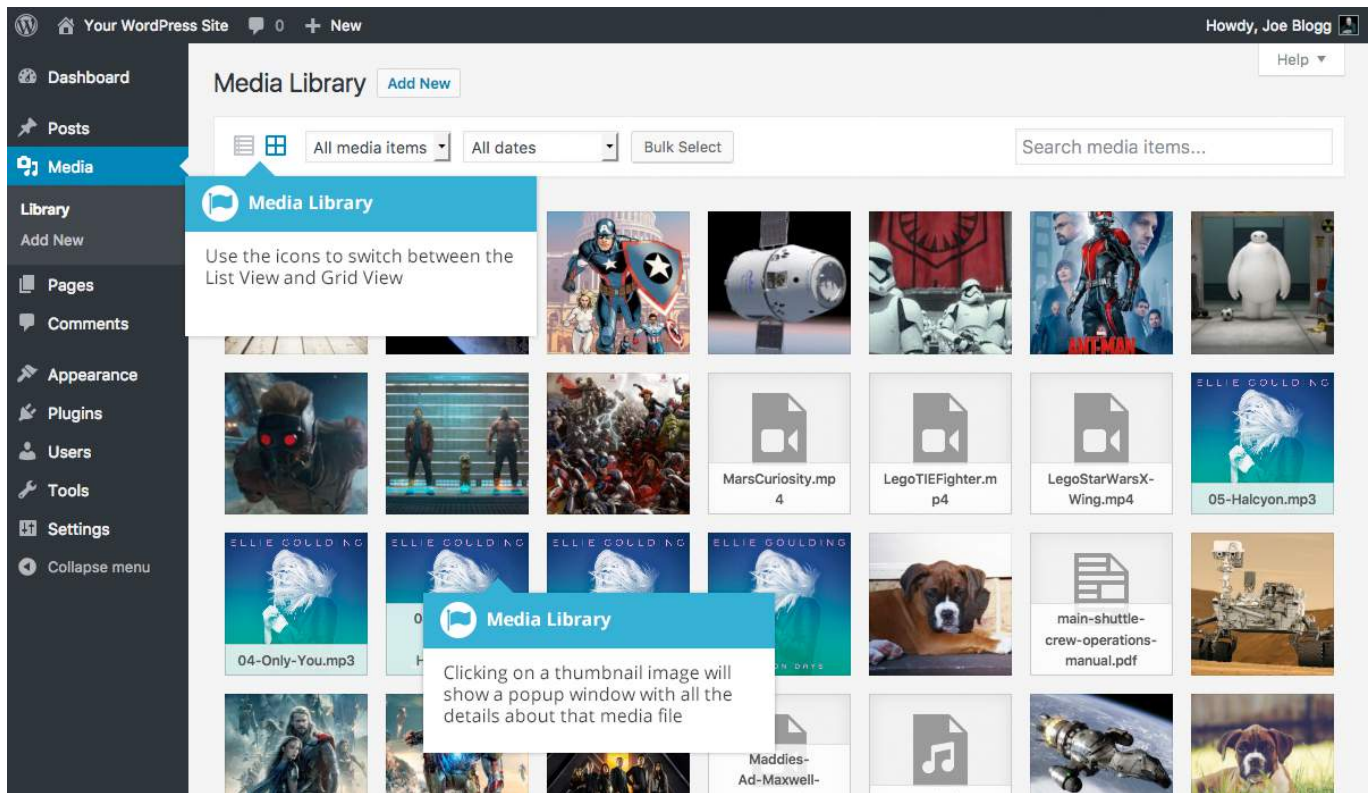 Your WordPress Site 0 + New Howdy, Joe Blogg
Help
Dashboard
Posts
Media
Library
Add New
Pages
Comments
Appearance
Plugins
Users
Tools
Settings
Collapse menu
Media Library Add New
All media items All dates Bulk Select Search media items...
Media Library
Use the icons to switch between the
List View and Grid View
ANT-MAN
MarsCuriosity.mp
4
LegoTIEFighter.m
p4
LegoStarWarsX-
Wing.mp4
ELLIE GOULDING
05-Halcyon.mp3
ELLIE GOULDING
04-Only-You.mp3
ELLIE GOULDING
ELLIE GOULDING
ELLIE GOULDING
main-shuttle-
crew-operations-
manual.pdf
Media Library
Clicking on a thumbnail image will
show a popup window with all the
details about that media file
Maddies-
Ad-Maxwell-